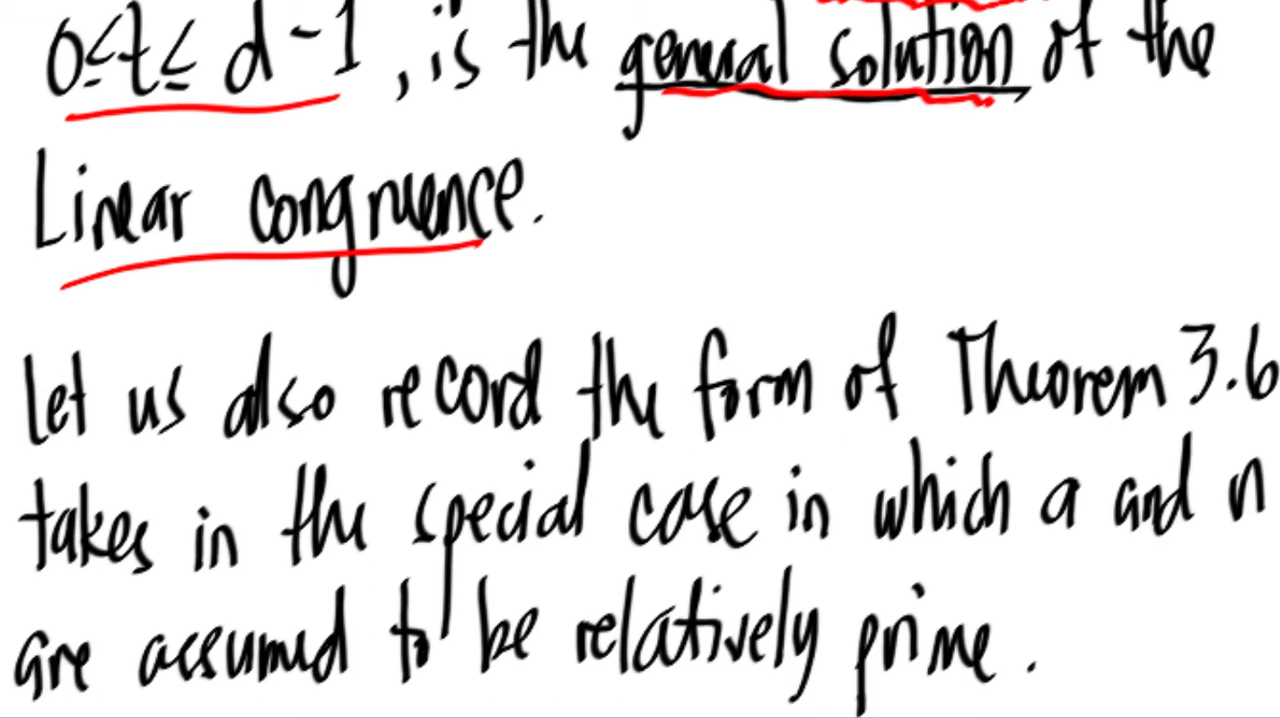 0≤t≤ d-1, is the general solution of the
Linear congruence.
Let us also record the form of Theorem 3.6
takes in the special case in which a and n
are assumed to be relatively prime.